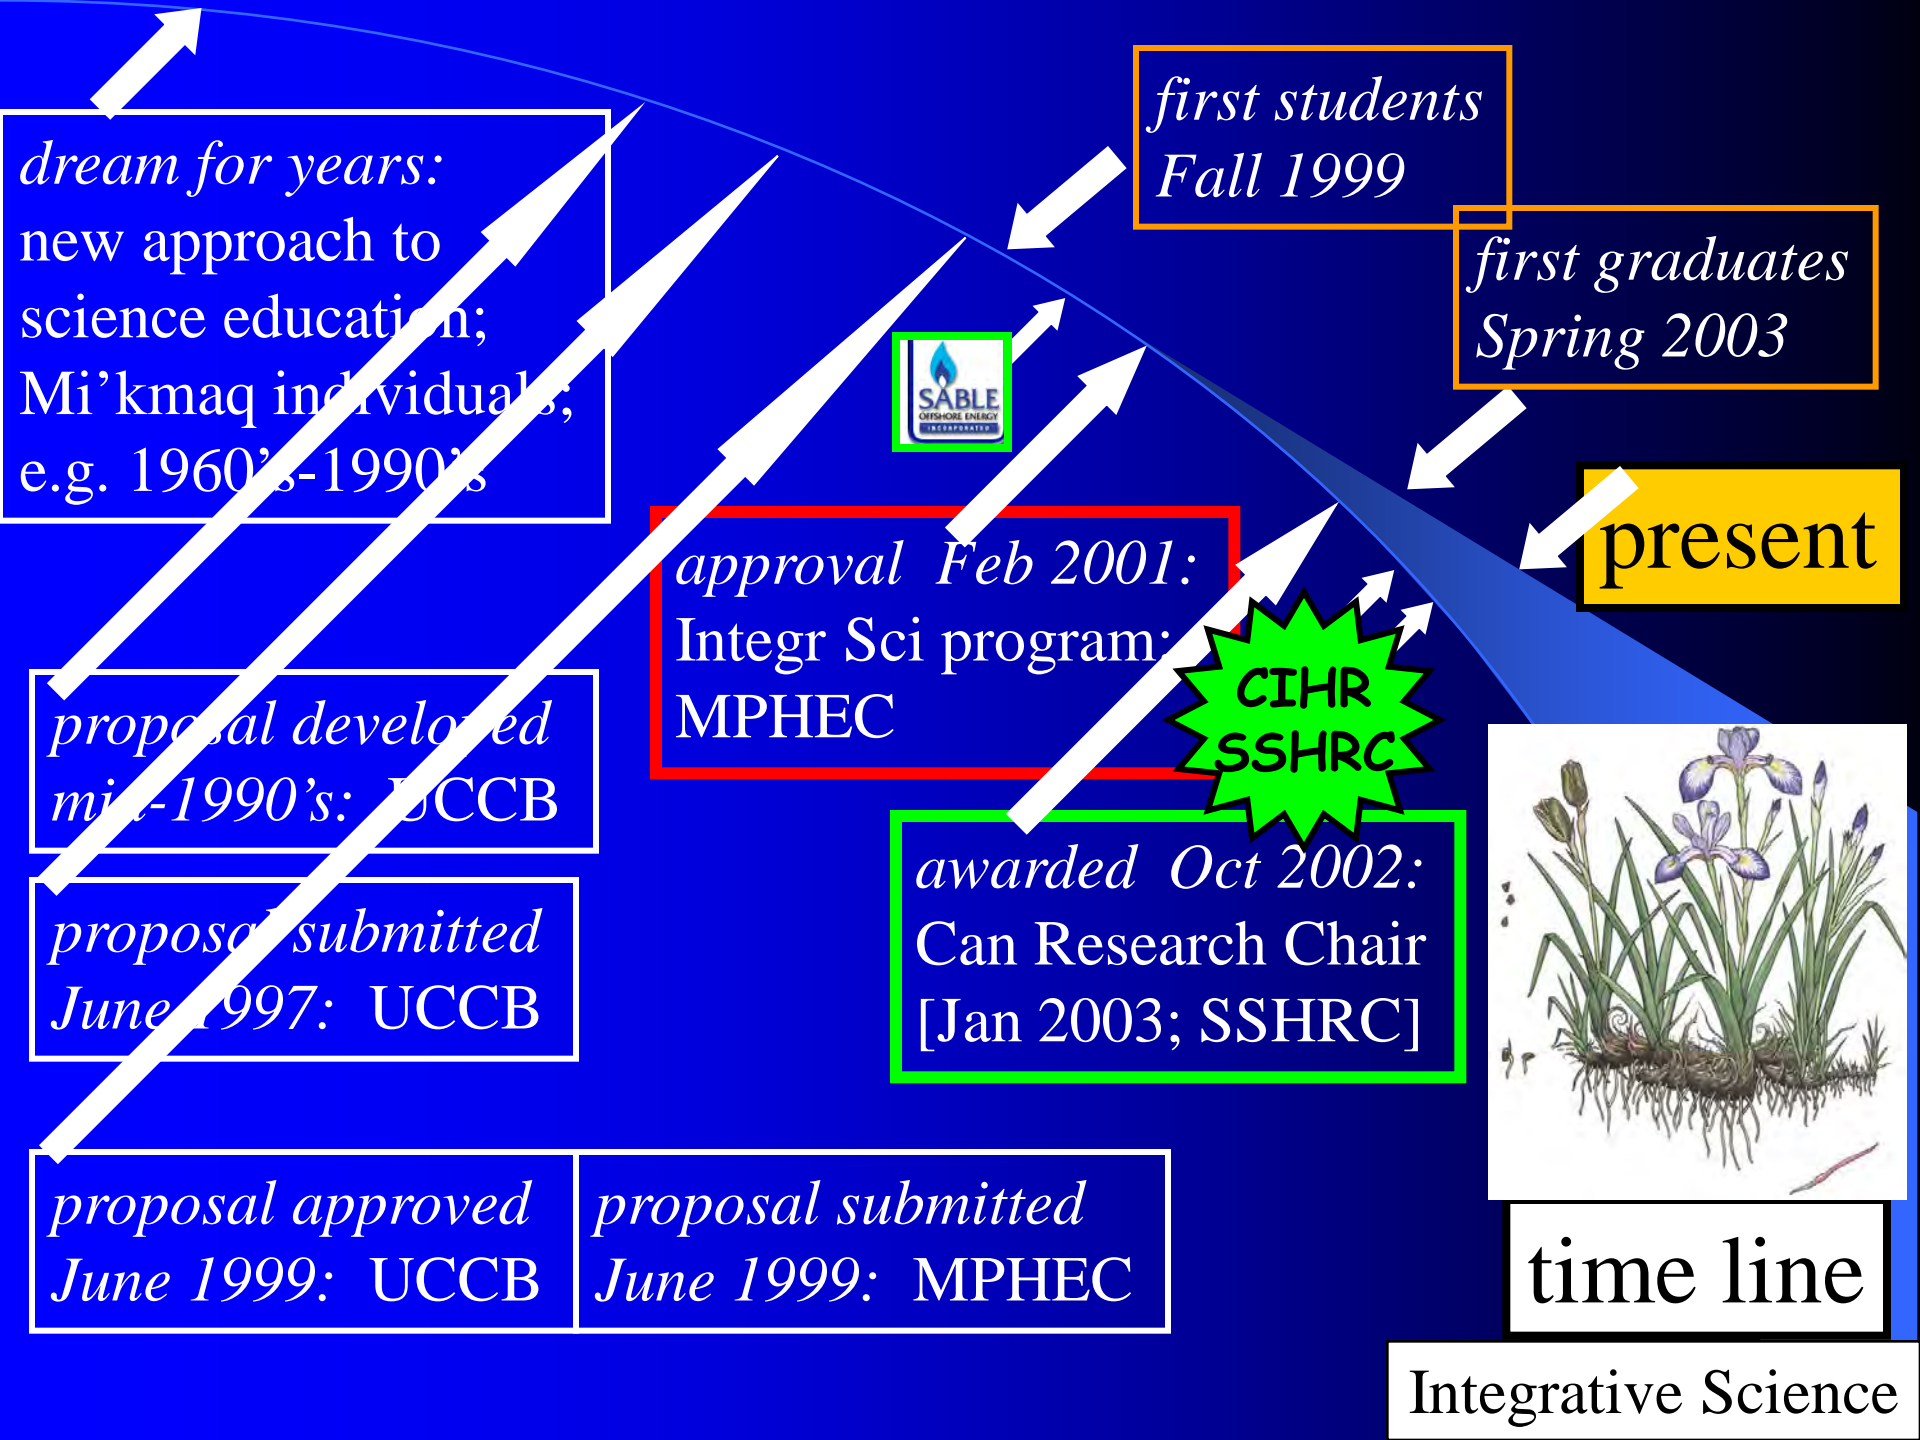 dream for years:
new approach to
science education;
Mi’kmaq individuals;
e.g. 1960’s-1990’s
proposal developed
mid-1990’s: UCCB
proposal submitted
June 1997: UCCB
proposal approved
June 1999: UCCB
proposal submitted
June 1999: MPHEC
SABLE
OFFSHORE ENERGY
INCORPORATED
first students
Fall 1999
approval Feb 2001:
Integr Sci program:
MPHEC
awarded Oct 2002:
Can Research Chair
[Jan 2003; SSHRC]
CIHR
SSHRC
first graduates
Spring 2003
present
time line
Integrative Science